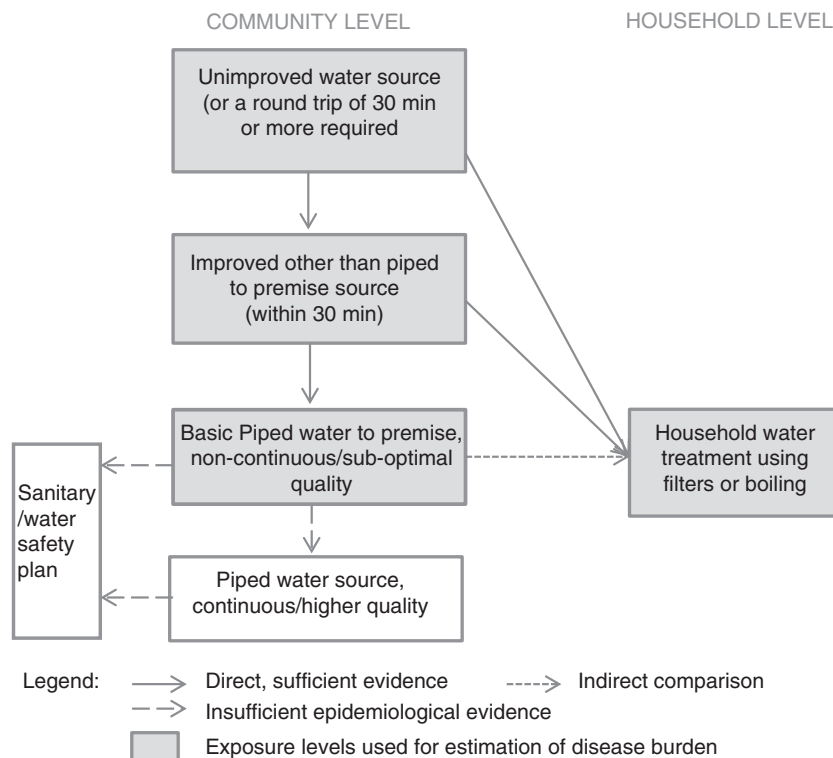 COMMUNITY LEVEL
HOUSEHOLD LEVEL
Unimproved water source
(or a round trip of 30 min
or more required
Improved other than piped
to premise source
(within 30 min)
Basic Piped water to premise,
non-continuous/sub-optimal
quality
Household water
treatment using
filters or boiling
Sanitary
/water
safety
plan
Piped water source,
continuous/higher quality
Legend:
Direct, sufficient evidence
Indirect comparison
Insufficient epidemiological evidence
Exposure levels used for estimation of disease burden